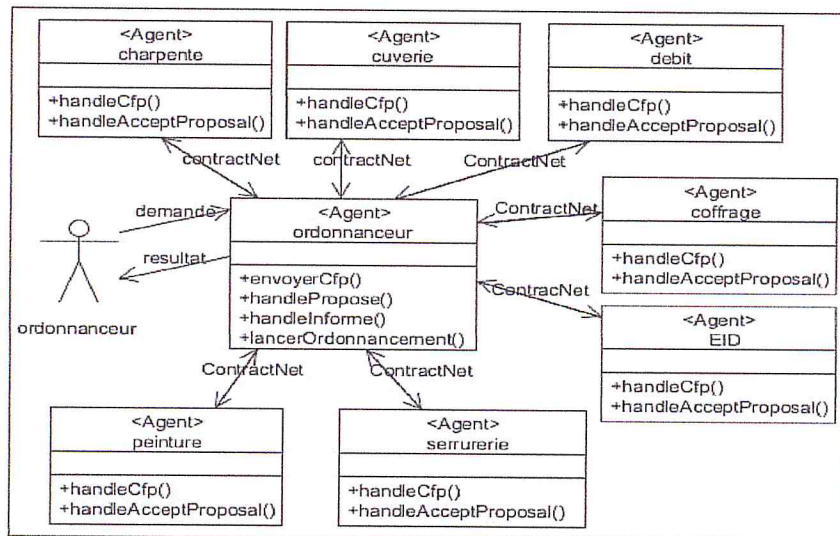 <Agent>
charpente
+handleCfp()
+handleAcceptProposal()
<Agent>
cuverie
+handleCfp()
+handleAcceptProposal()
<Agent>
debit
+handleCfp()
+handleAcceptProposal()
contractNet
contractNet
ContractNet
demande
resultat
ordonnanceur
<Agent>
ordonnanceur
+envoyerCfp()
+handlePropose()
+handleInforme()
+lancerOrdonnancement()
ContractNet
<Agent>
coffrage
+handleCfp()
+handleAcceptProposal()
ContracNet
<Agent>
EID
+handleCfp()
+handleAcceptProposal()
ContractNet
ContractNet
<Agent>
peinture
+handleCfp()
+handleAcceptProposal()
<Agent>
serrurerie
+handleCfp()
+handleAcceptProposal()